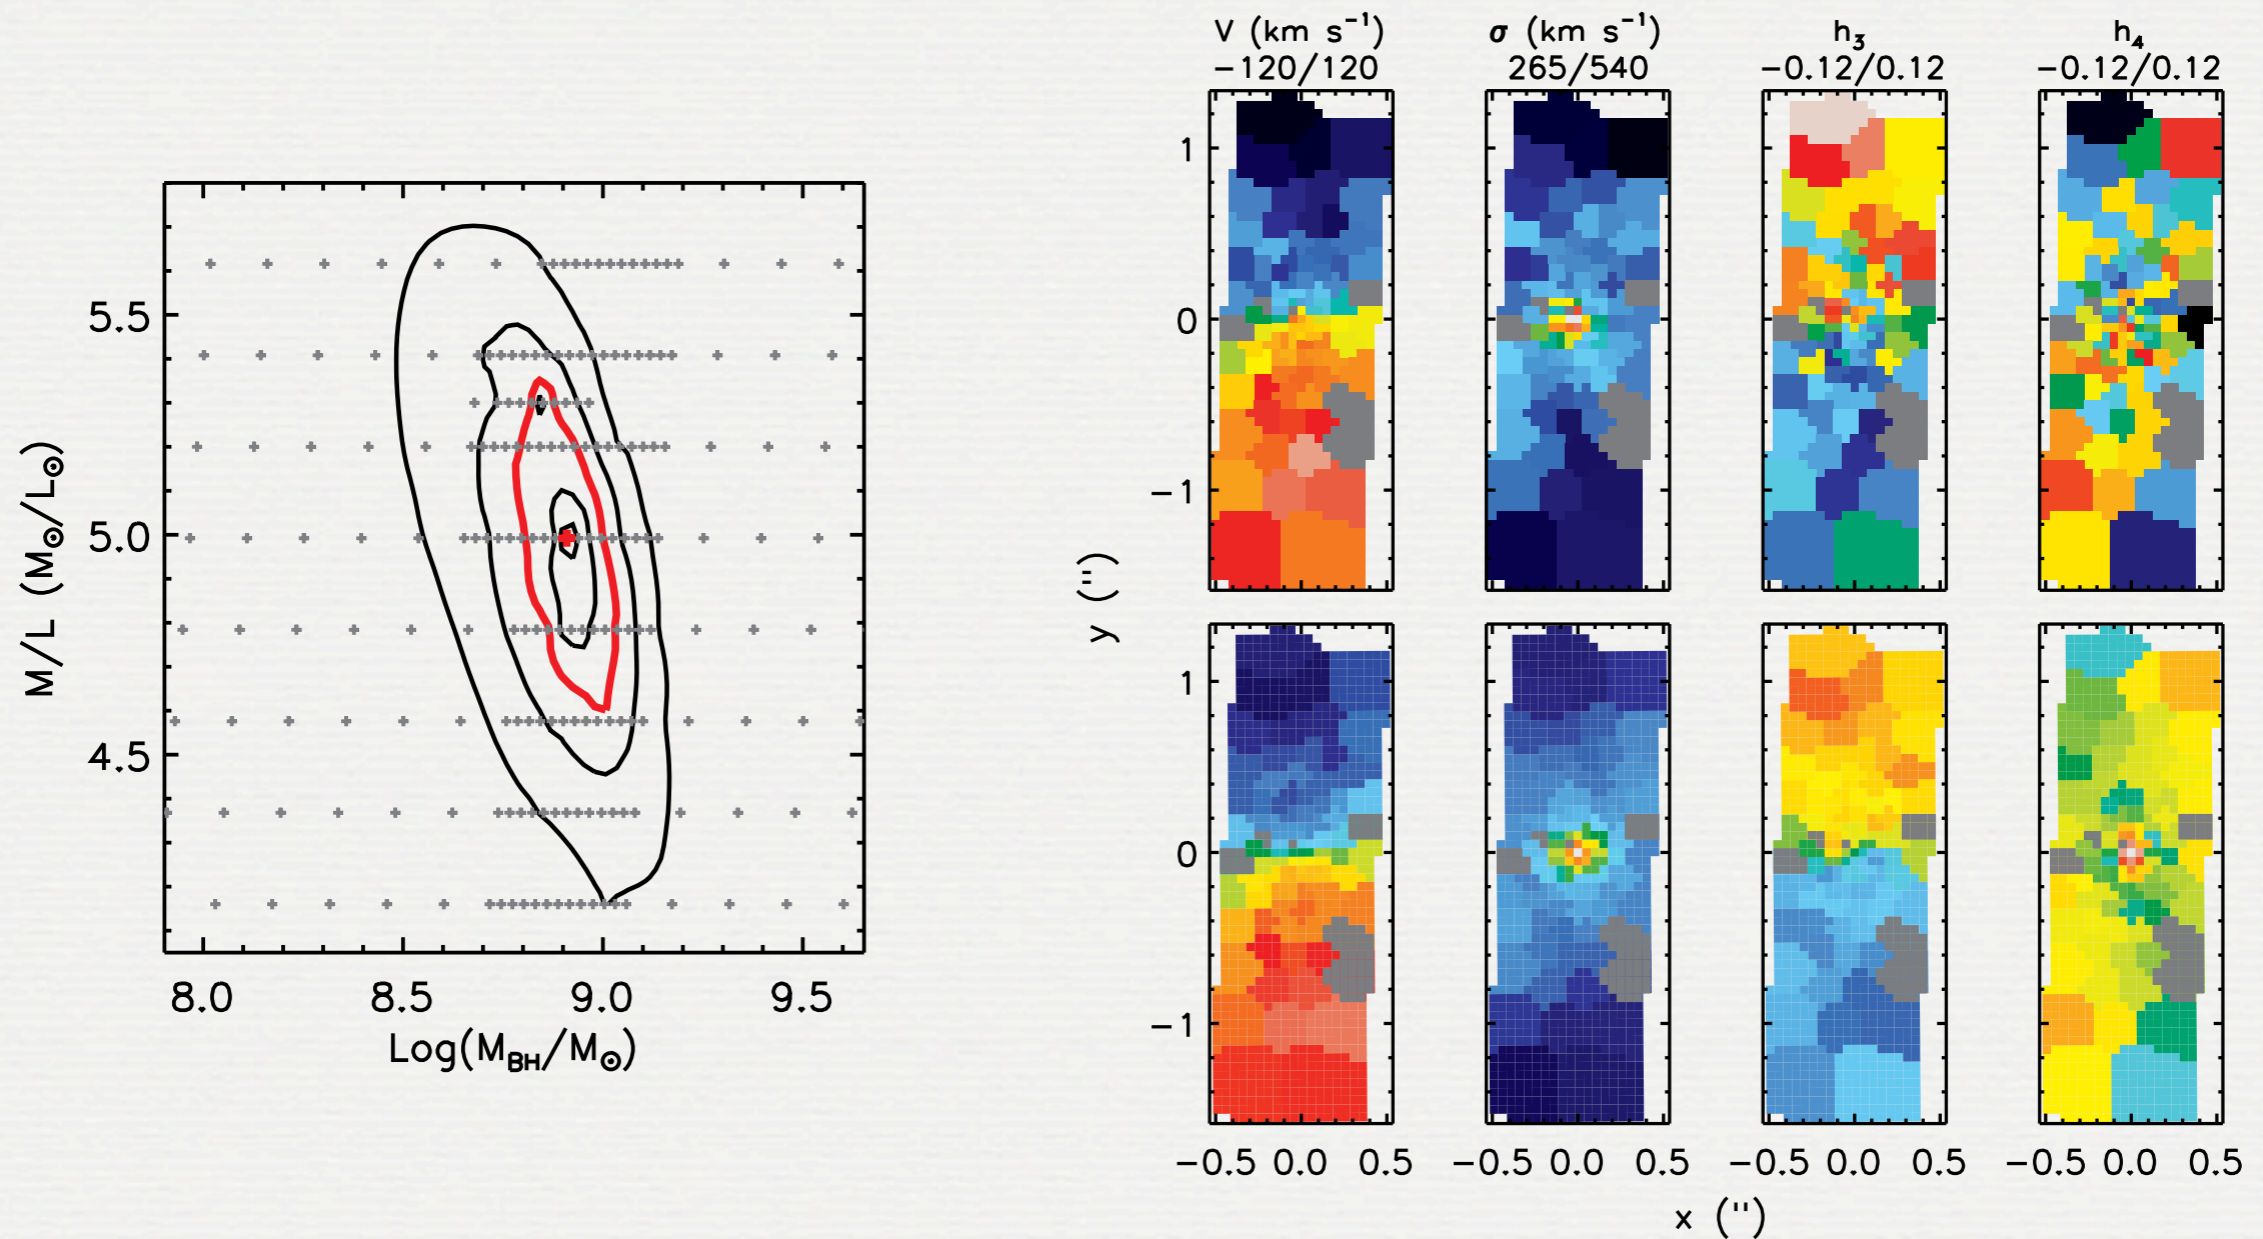 5.5
5.0
4.5
M/L (M⊙/L⊙)
8.0 8.5 9.0 9.5
Log(M_BH/M⊙)
V (km s⁻¹) σ (km s⁻¹) h₃ h₄
−120/120 265/540 −0.12/0.12 −0.12/0.12
1
0
−1
y (")
1
0
−1
−0.5 0.0 0.5 −0.5 0.0 0.5 −0.5 0.0 0.5 −0.5 0.0 0.5
x (")